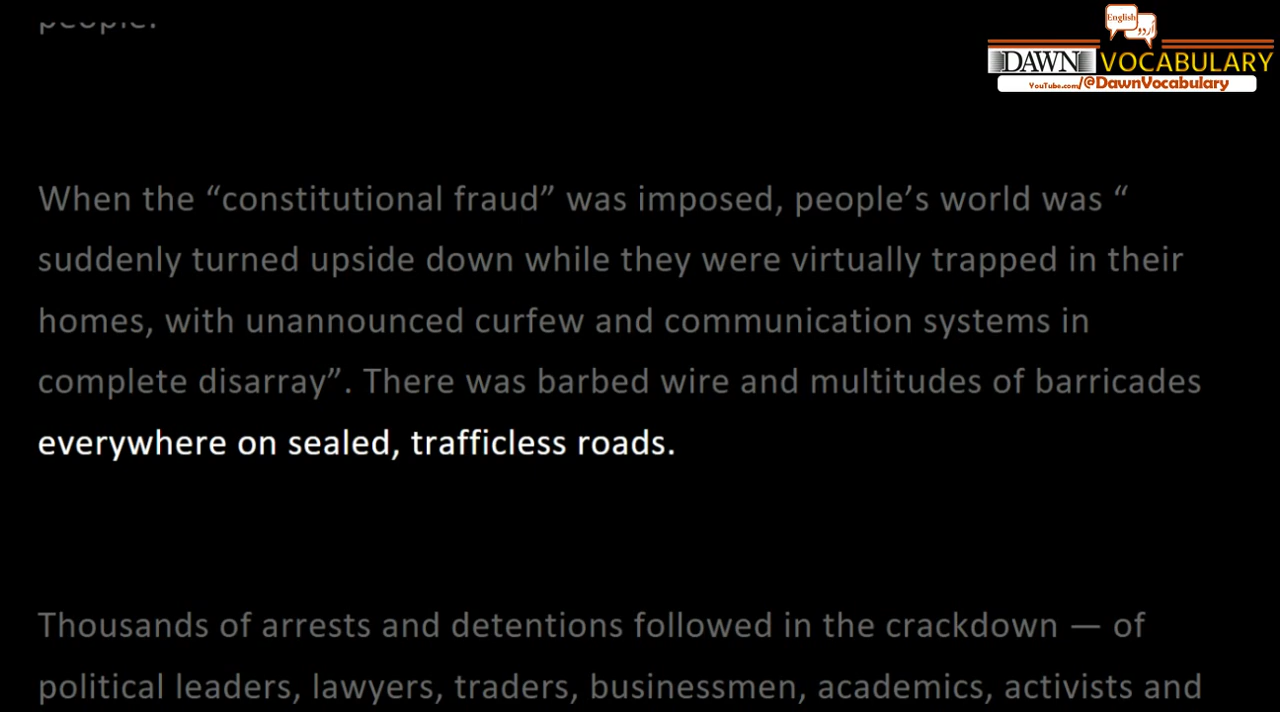 people.
English
اردو
DAWN VOCABULARY
YouTube.com/@DawnVocabulary
When the “constitutional fraud” was imposed, people’s world was “
suddenly turned upside down while they were virtually trapped in their
homes, with unannounced curfew and communication systems in
complete disarray”. There was barbed wire and multitudes of barricades
everywhere on sealed, trafficless roads.
Thousands of arrests and detentions followed in the crackdown — of
political leaders, lawyers, traders, businessmen, academics, activists and